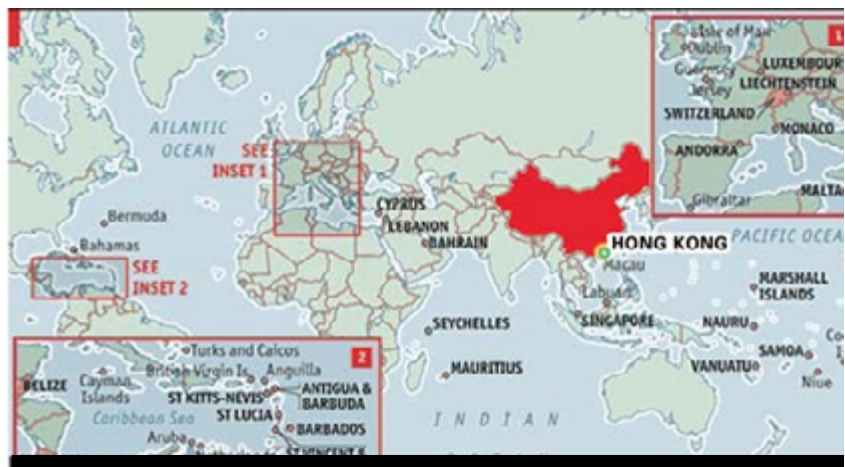 ATLANTIC
OCEAN
SEE
INSET 1
Bermuda
Bahamas
SEE
INSET 2
CYPRUS
LEBANON
BAHRAIN
HONG KONG
Macau
Labuan
SINGAPORE
SEYCHELLES
MAURITIUS
INDIAN
PACIFIC OCEA
MARSHALL
ISLANDS
NAURU
SAMOA
VANUATU
Niue
Co
1
Isle of Man
Dublin
Guernsey
Jersey
LUXEMBOUR
LIECHTENSTEIN
SWITZERLAND
MONACO
ANDORRA
Gibraltar
MALTA
2
Turks and Caicos
British Virgin Is.
Anguilla
BELIZE
Cayman
Islands
ST KITTS-NEVIS
ANTIGUA &
BARBUDA
Caribbean Sea
ST LUCIA
BARBADOS
Aruba